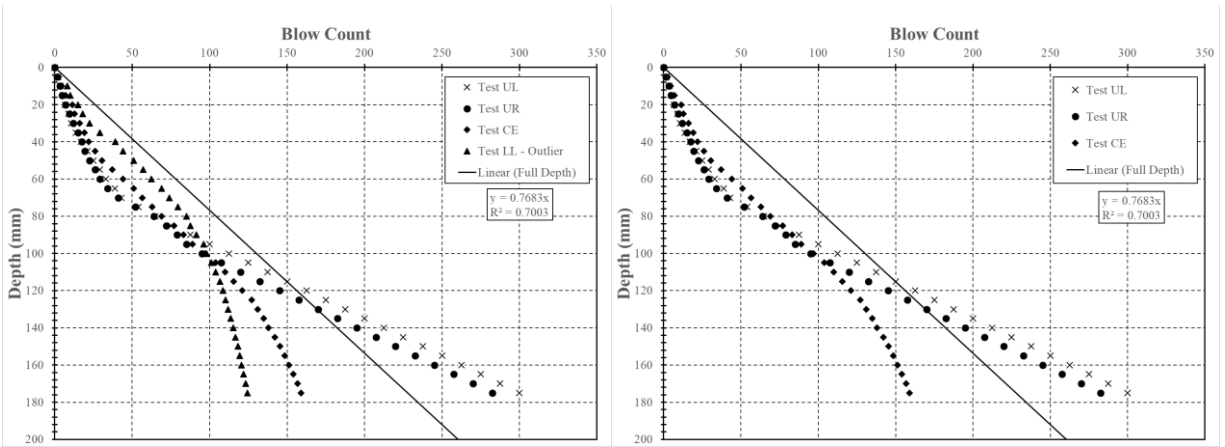 Blow Count
0 50 100 150 200 250 300 350
0
20
40
60
80
100
120
140
160
180
200
Depth (mm)
Test UL
Test UR
Test CE
Test LL - Outlier
Linear (Full Depth)
y = 0.7683x
R² = 0.7003
Blow Count
0 50 100 150 200 250 300 350
0
20
40
60
80
100
120
140
160
180
200
Depth (mm)
Test UL
Test UR
Test CE
Linear (Full Depth)
y = 0.7683x
R² = 0.7003